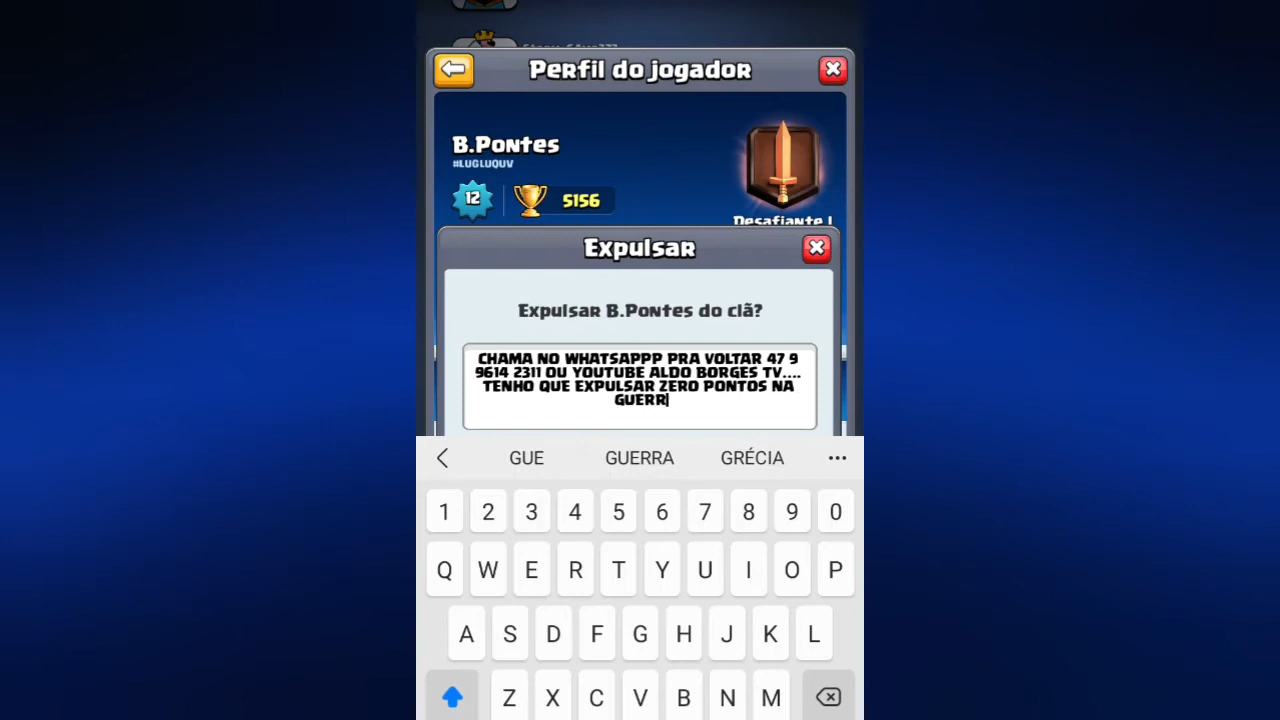 Perfil do jogador
B.Pontes
#LUGLUQUV
12
5156
Desafiante I
Expulsar
Expulsar B.Pontes do clã?
CHAMA NO WHATSAPPP PRA VOLTAR 47 9
9614 2311 OU YOUTUBE ALDO BORGES TV....
TENHO QUE EXPULSAR ZERO PONTOS NA
GUERR
GUE GUERRA GRÉCIA ...
1 2 3 4 5 6 7 8 9 0
Q W E R T Y U I O P
A S D F G H J K L
Z X C V B N M